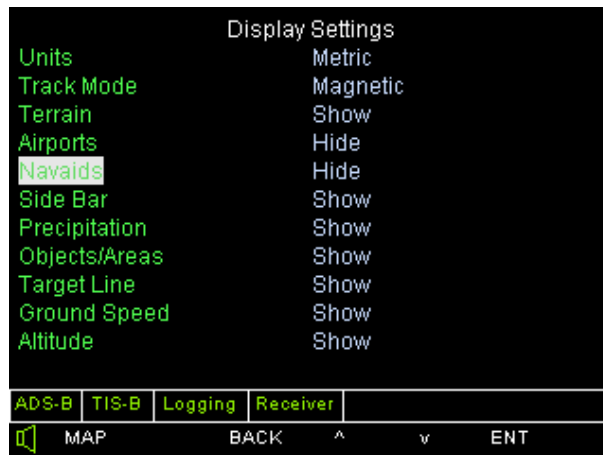 Display Settings
Units Metric
Track Mode Magnetic
Terrain Show
Airports Hide
Navaids Hide
Side Bar Show
Precipitation Show
Objects/Areas Show
Target Line Show
Ground Speed Show
Altitude Show
ADS-B TIS-B Logging Receiver
MAP BACK ^ v ENT